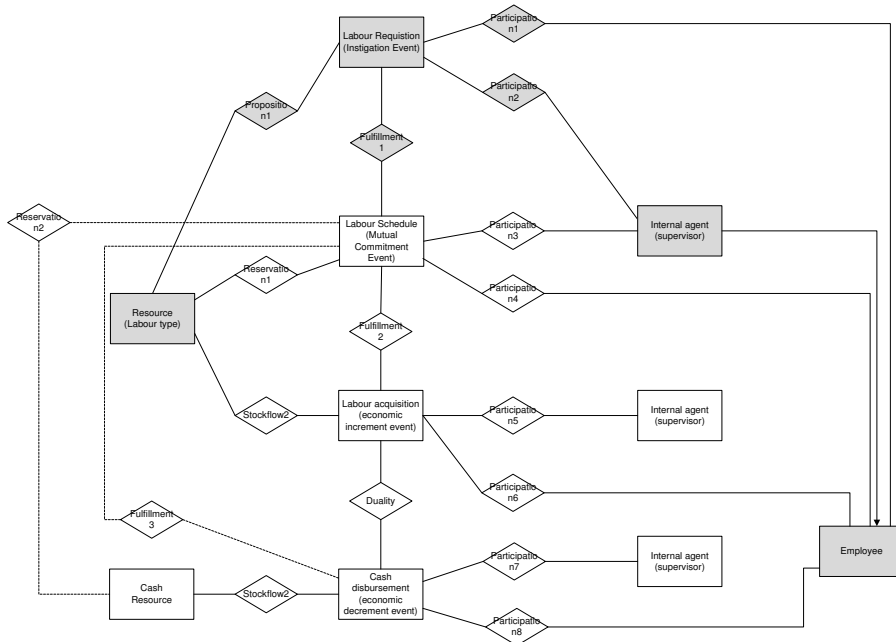 Labour Requistion
(Instigation Event)
Participatio
n1
Participatio
n2
Propositio
n1
Fulfillment
1
Reservatio
n2
Labour Schedule
(Mutual
Commitment
Event)
Participatio
n3
Internal agent
(supervisor)
Reservatio
n1
Participatio
n4
Resource
(Labour type)
Fulfillment
2
Stockflow2
Labour acquisition
(economic
increment event)
Participatio
n5
Internal agent
(supervisor)
Duality
Participatio
n6
Fulfillment
3
Employee
Participatio
n7
Internal agent
(supervisor)
Cash
Resource
Stockflow2
Cash
disbursement
(economic
decrement event)
Participatio
n8